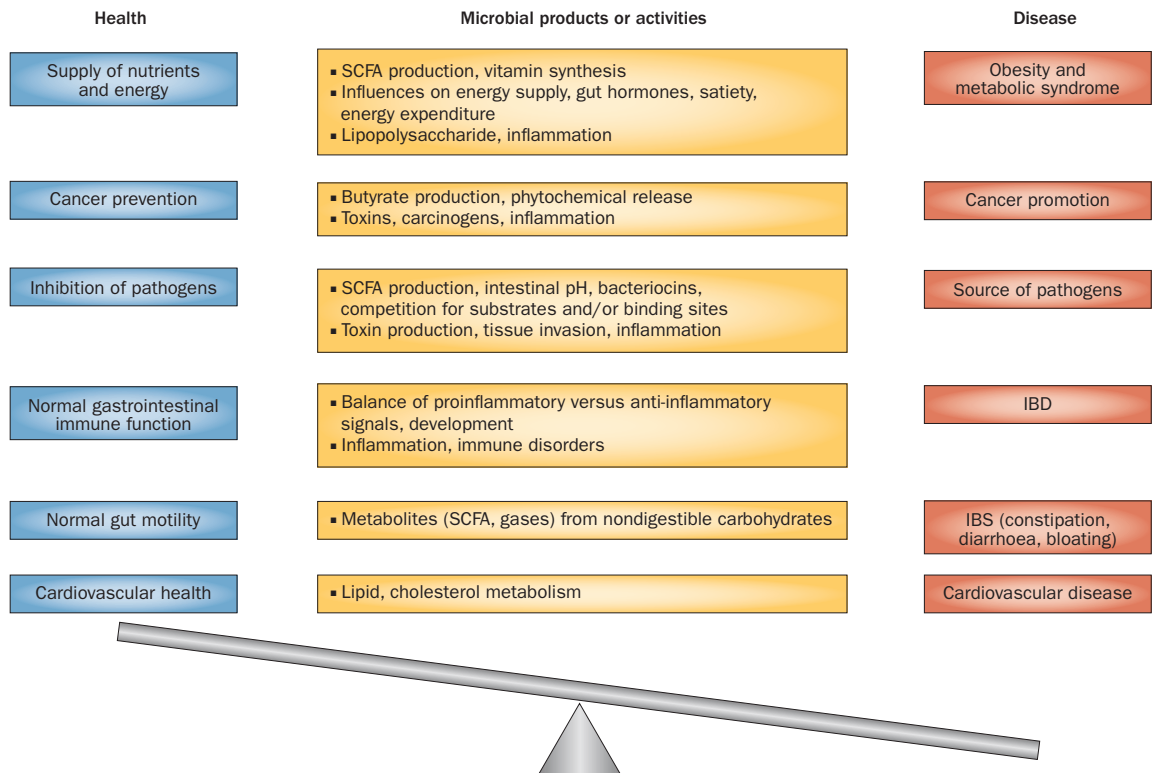 Health
Microbial products or activities
Disease
Supply of nutrients
and energy
▪ SCFA production, vitamin synthesis
▪ Influences on energy supply, gut hormones, satiety,
energy expenditure
▪ Lipopolysaccharide, inflammation
Obesity and
metabolic syndrome
Cancer prevention
▪ Butyrate production, phytochemical release
▪ Toxins, carcinogens, inflammation
Cancer promotion
Inhibition of pathogens
▪ SCFA production, intestinal pH, bacteriocins,
competition for substrates and/or binding sites
▪ Toxin production, tissue invasion, inflammation
Source of pathogens
Normal gastrointestinal
immune function
▪ Balance of proinflammatory versus anti-inflammatory
signals, development
▪ Inflammation, immune disorders
IBD
Normal gut motility
▪ Metabolites (SCFA, gases) from nondigestible carbohydrates
IBS (constipation,
diarrhoea, bloating)
Cardiovascular health
▪ Lipid, cholesterol metabolism
Cardiovascular disease